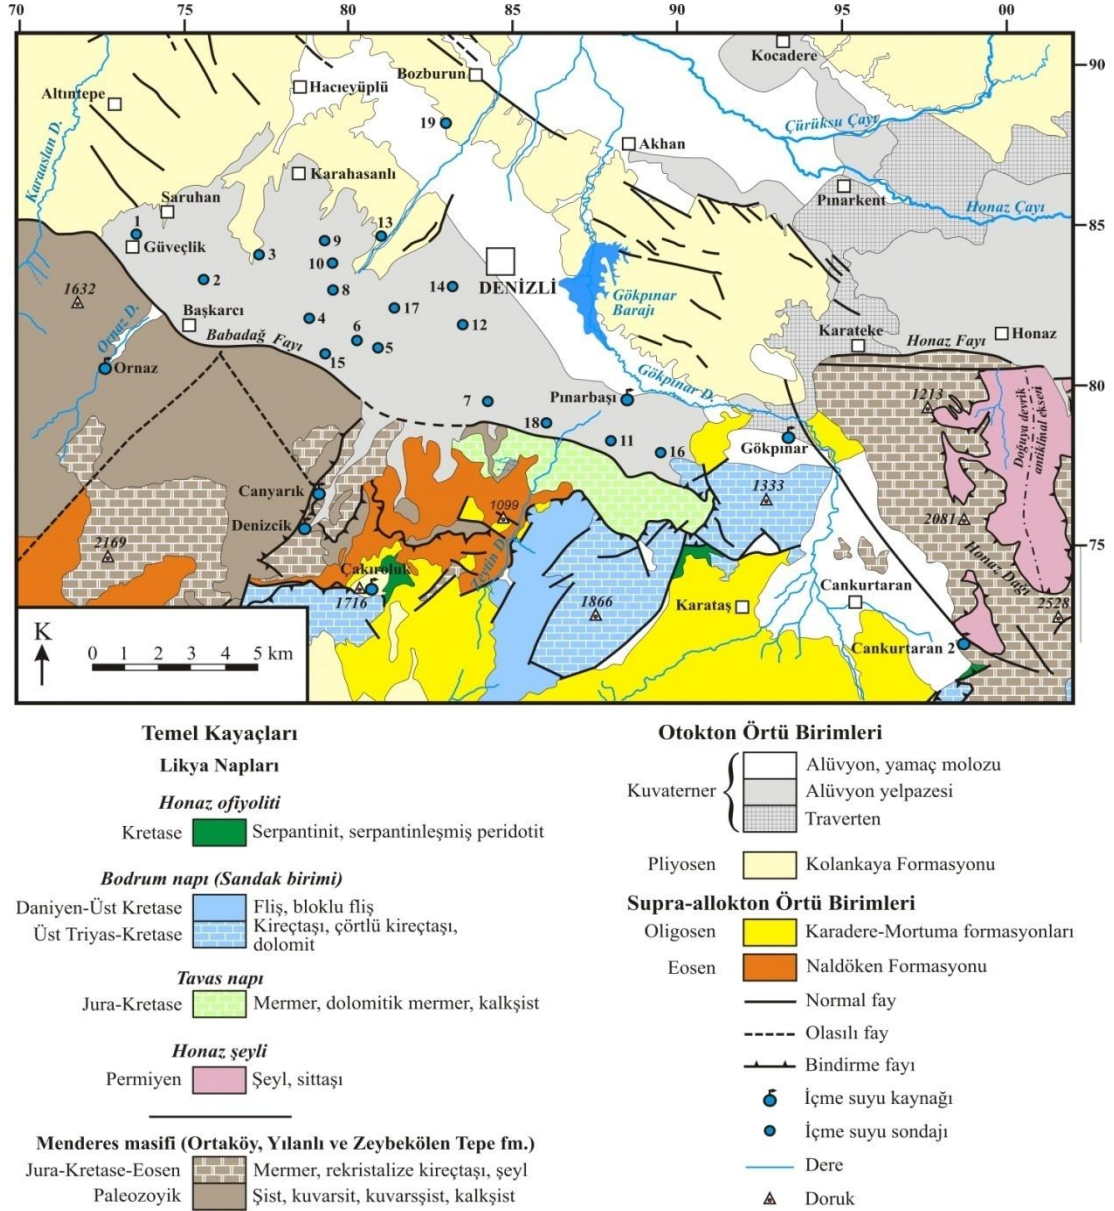 70 75 80 85 90 95 00
90
85
80
75
Kocadere
Bozburun
Hacıeyüplü
Altıntepe
19
Çürüksu Çayı
Akhan
Karaaslan D.
Karahasanlı
Pınarkent
Saruhan
Honaz Çayı
1
13
Güveçlik
9
3
10
2
8
14
DENİZLİ
Gökpınar
Barajı
1632
17
4
12
Başkarcı
Babadağ Fayı
6
5
15
Karateke
Honaz
Honaz Fayı
Ornaz D.
Ornaz
Gökpınar D.
Pınarbaşı
7
18
11
16
Gökpınar
1213
Doğuya devrik
antiklinal ekseni
Canyarık
Denizcik
1099
1333
2081
2169
Çakıroluk
Zeytin D.
Honaz Dağı
Cankurtaran
1716
1866
Karataş
2528
Cankurtaran 2
K
0 1 2 3 4 5 km
Temel Kayaçları
Likya Napları
Honaz ofiyoliti
Kretase Serpantinit, serpantinleşmiş peridotit
Bodrum napı (Sandak birimi)
Daniyen-Üst Kretase Fliş, bloklu fliş
Üst Triyas-Kretase Kireçtaşı, çörtlü kireçtaşı,
dolomit
Tavas napı
Jura-Kretase Mermer, dolomitik mermer, kalkşist
Honaz şeyli
Permiyen Şeyl, sittaşı
Menderes masifi (Ortaköy, Yılanlı ve Zeybekölen Tepe fm.)
Jura-Kretase-Eosen Mermer, rekristalize kireçtaşı, şeyl
Paleozoyik Şist, kuvarsit, kuvarsşist, kalkşist
Otokton Örtü Birimleri
Kuvaterner
Alüvyon, yamaç molozu
Alüvyon yelpazesi
Traverten
Pliyosen Kolankaya Formasyonu
Supra-allokton Örtü Birimleri
Oligosen Karadere-Mortuma formasyonları
Eosen Naldöken Formasyonu
Normal fay
Olasılı fay
Bindirme fayı
İçme suyu kaynağı
İçme suyu sondajı
Dere
Doruk